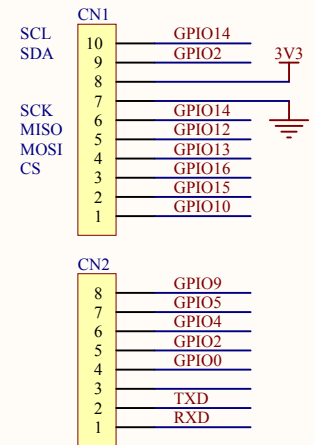 CN1
SCL 10 GPIO14
SDA 9 GPIO2 3V3
8
7
SCK 6 GPIO14
MISO 5 GPIO12
MOSI 4 GPIO13
CS 3 GPIO16
2 GPIO15
1 GPIO10
CN2
8 GPIO9
7 GPIO5
6 GPIO4
5 GPIO2
4 GPIO0
3
2 TXD
1 RXD